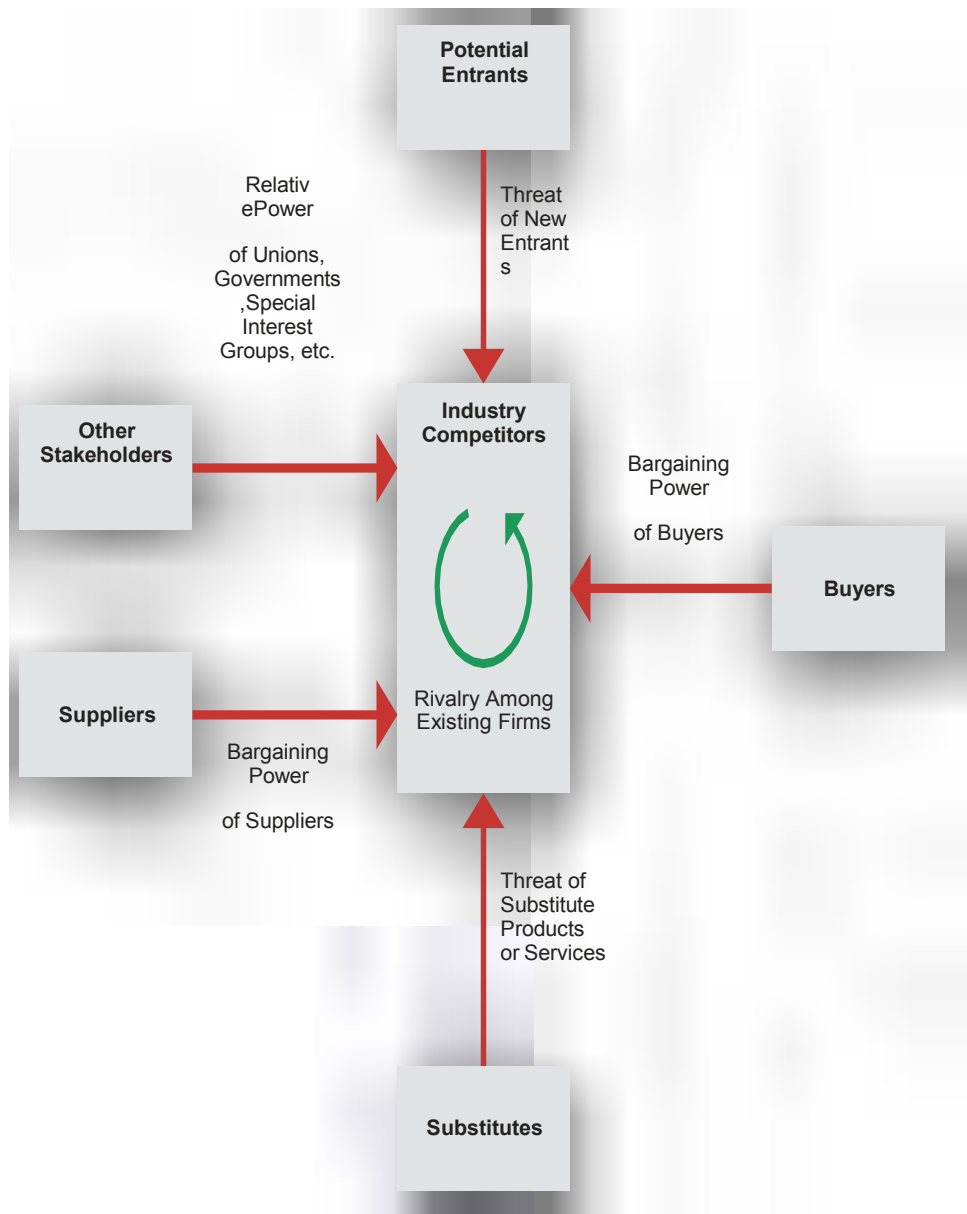 Potential
Entrants
Relativ
ePower
of Unions,
Governments
,Special
Interest
Groups, etc.
Threat
of New
Entrant
s
Other
Stakeholders
Industry
Competitors
Bargaining
Power
of Buyers
Buyers
Suppliers
Rivalry Among
Existing Firms
Bargaining
Power
of Suppliers
Threat of
Substitute
Products
or Services
Substitutes